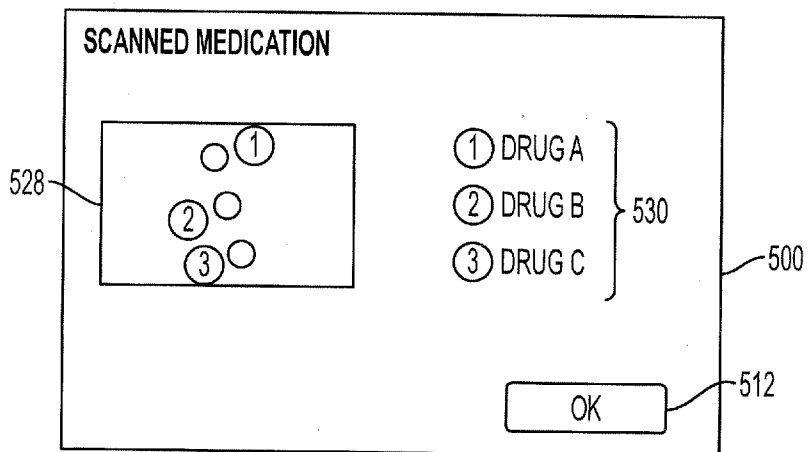 SCANNED MEDICATION
1
2
3
1 DRUG A
2 DRUG B
3 DRUG C
528
530
500
OK
512